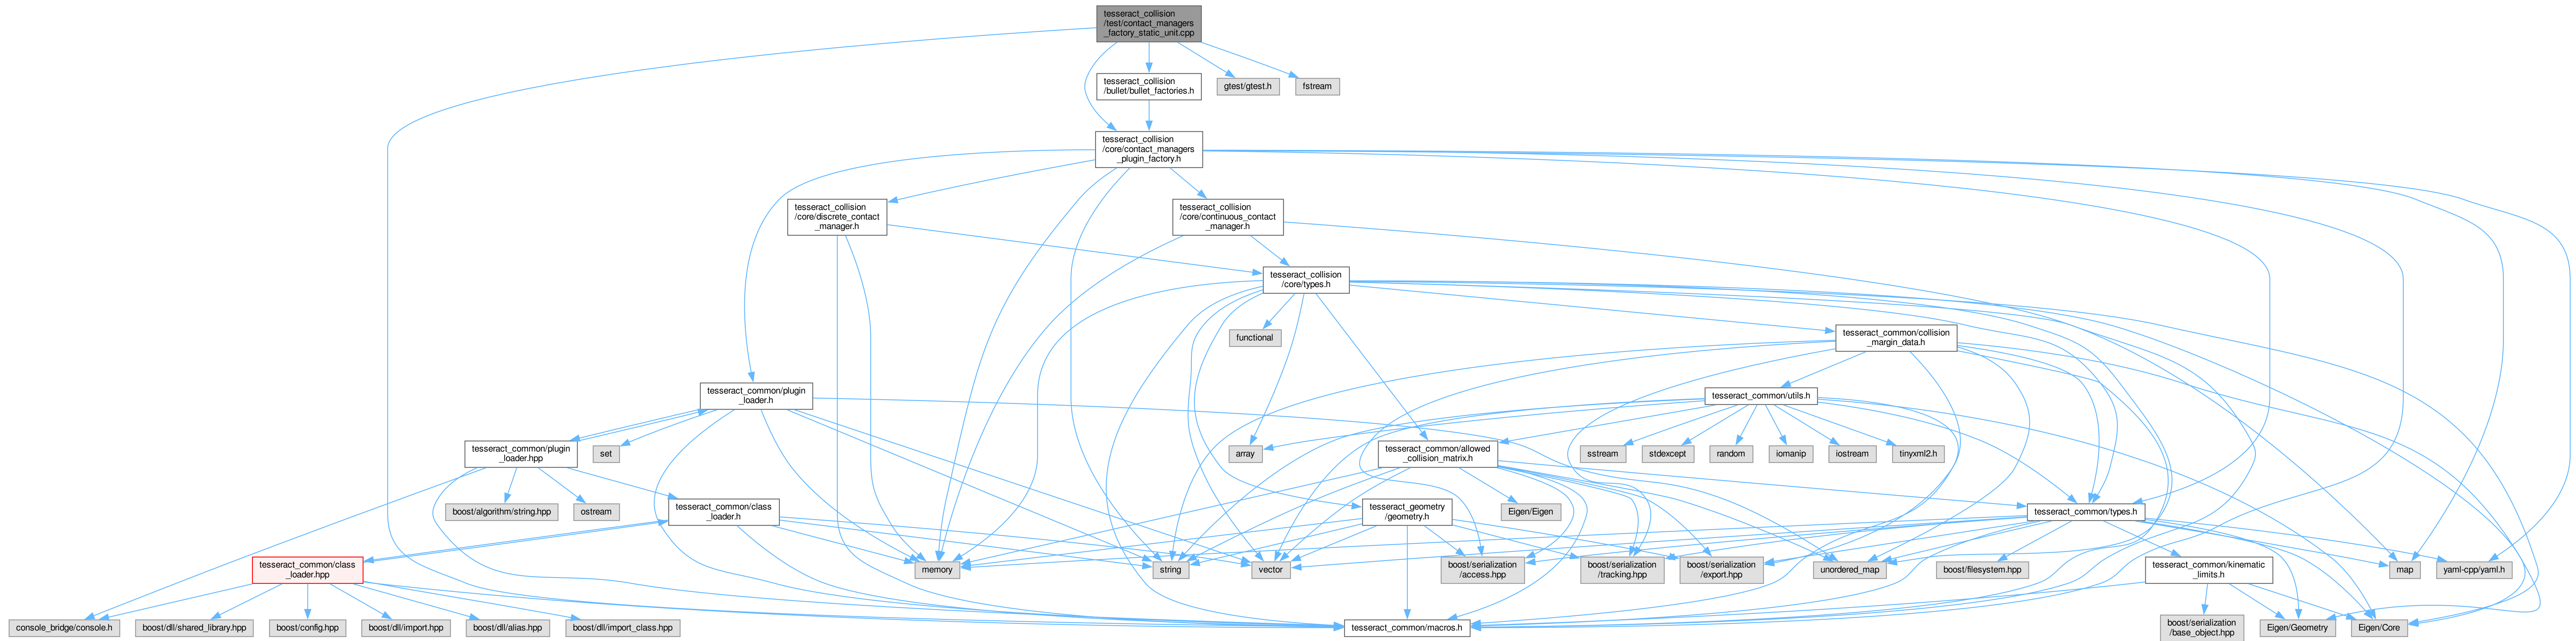 tesseract_collision
/test/contact_managers
_factory_static_unit.cpp
tesseract_collision
/bullet/bullet_factories.h
gtest/gtest.h
fstream
tesseract_collision
/core/contact_managers
_plugin_factory.h
tesseract_collision
/core/discrete_contact
_manager.h
tesseract_collision
/core/continuous_contact
_manager.h
tesseract_collision
/core/types.h
functional
tesseract_common/collision
_margin_data.h
tesseract_common/plugin
_loader.h
tesseract_common/utils.h
tesseract_common/plugin
_loader.hpp
set
array
tesseract_common/allowed
_collision_matrix.h
sstream
stdexcept
random
iomanip
iostream
tinyxml2.h
boost/algorithm/string.hpp
ostream
tesseract_common/class
_loader.h
tesseract_geometry
/geometry.h
Eigen/Eigen
tesseract_common/types.h
tesseract_common/class
_loader.hpp
memory
string
vector
boost/serialization
/access.hpp
boost/serialization
/tracking.hpp
boost/serialization
/export.hpp
unordered_map
boost/filesystem.hpp
tesseract_common/kinematic
_limits.h
map
yaml-cpp/yaml.h
console_bridge/console.h
boost/dll/shared_library.hpp
boost/config.hpp
boost/dll/import.hpp
boost/dll/alias.hpp
boost/dll/import_class.hpp
tesseract_common/macros.h
boost/serialization
/base_object.hpp
Eigen/Geometry
Eigen/Core